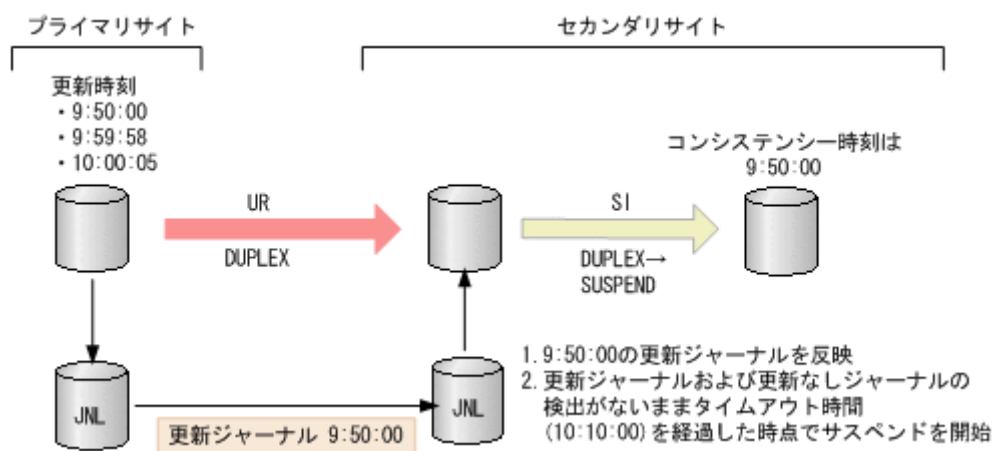 プライマリサイト
セカンダリサイト
更新時刻
・9:50:00
・9:59:58
・10:00:05
コンシステンシー時刻は
9:50:00
UR
DUPLEX
SI
DUPLEX→
SUSPEND
JNL
更新ジャーナル 9:50:00
JNL
1.9:50:00の更新ジャーナルを反映
2.更新ジャーナルおよび更新なしジャーナルの
検出がないままタイムアウト時間
(10:10:00)を経過した時点でサスペンドを開始